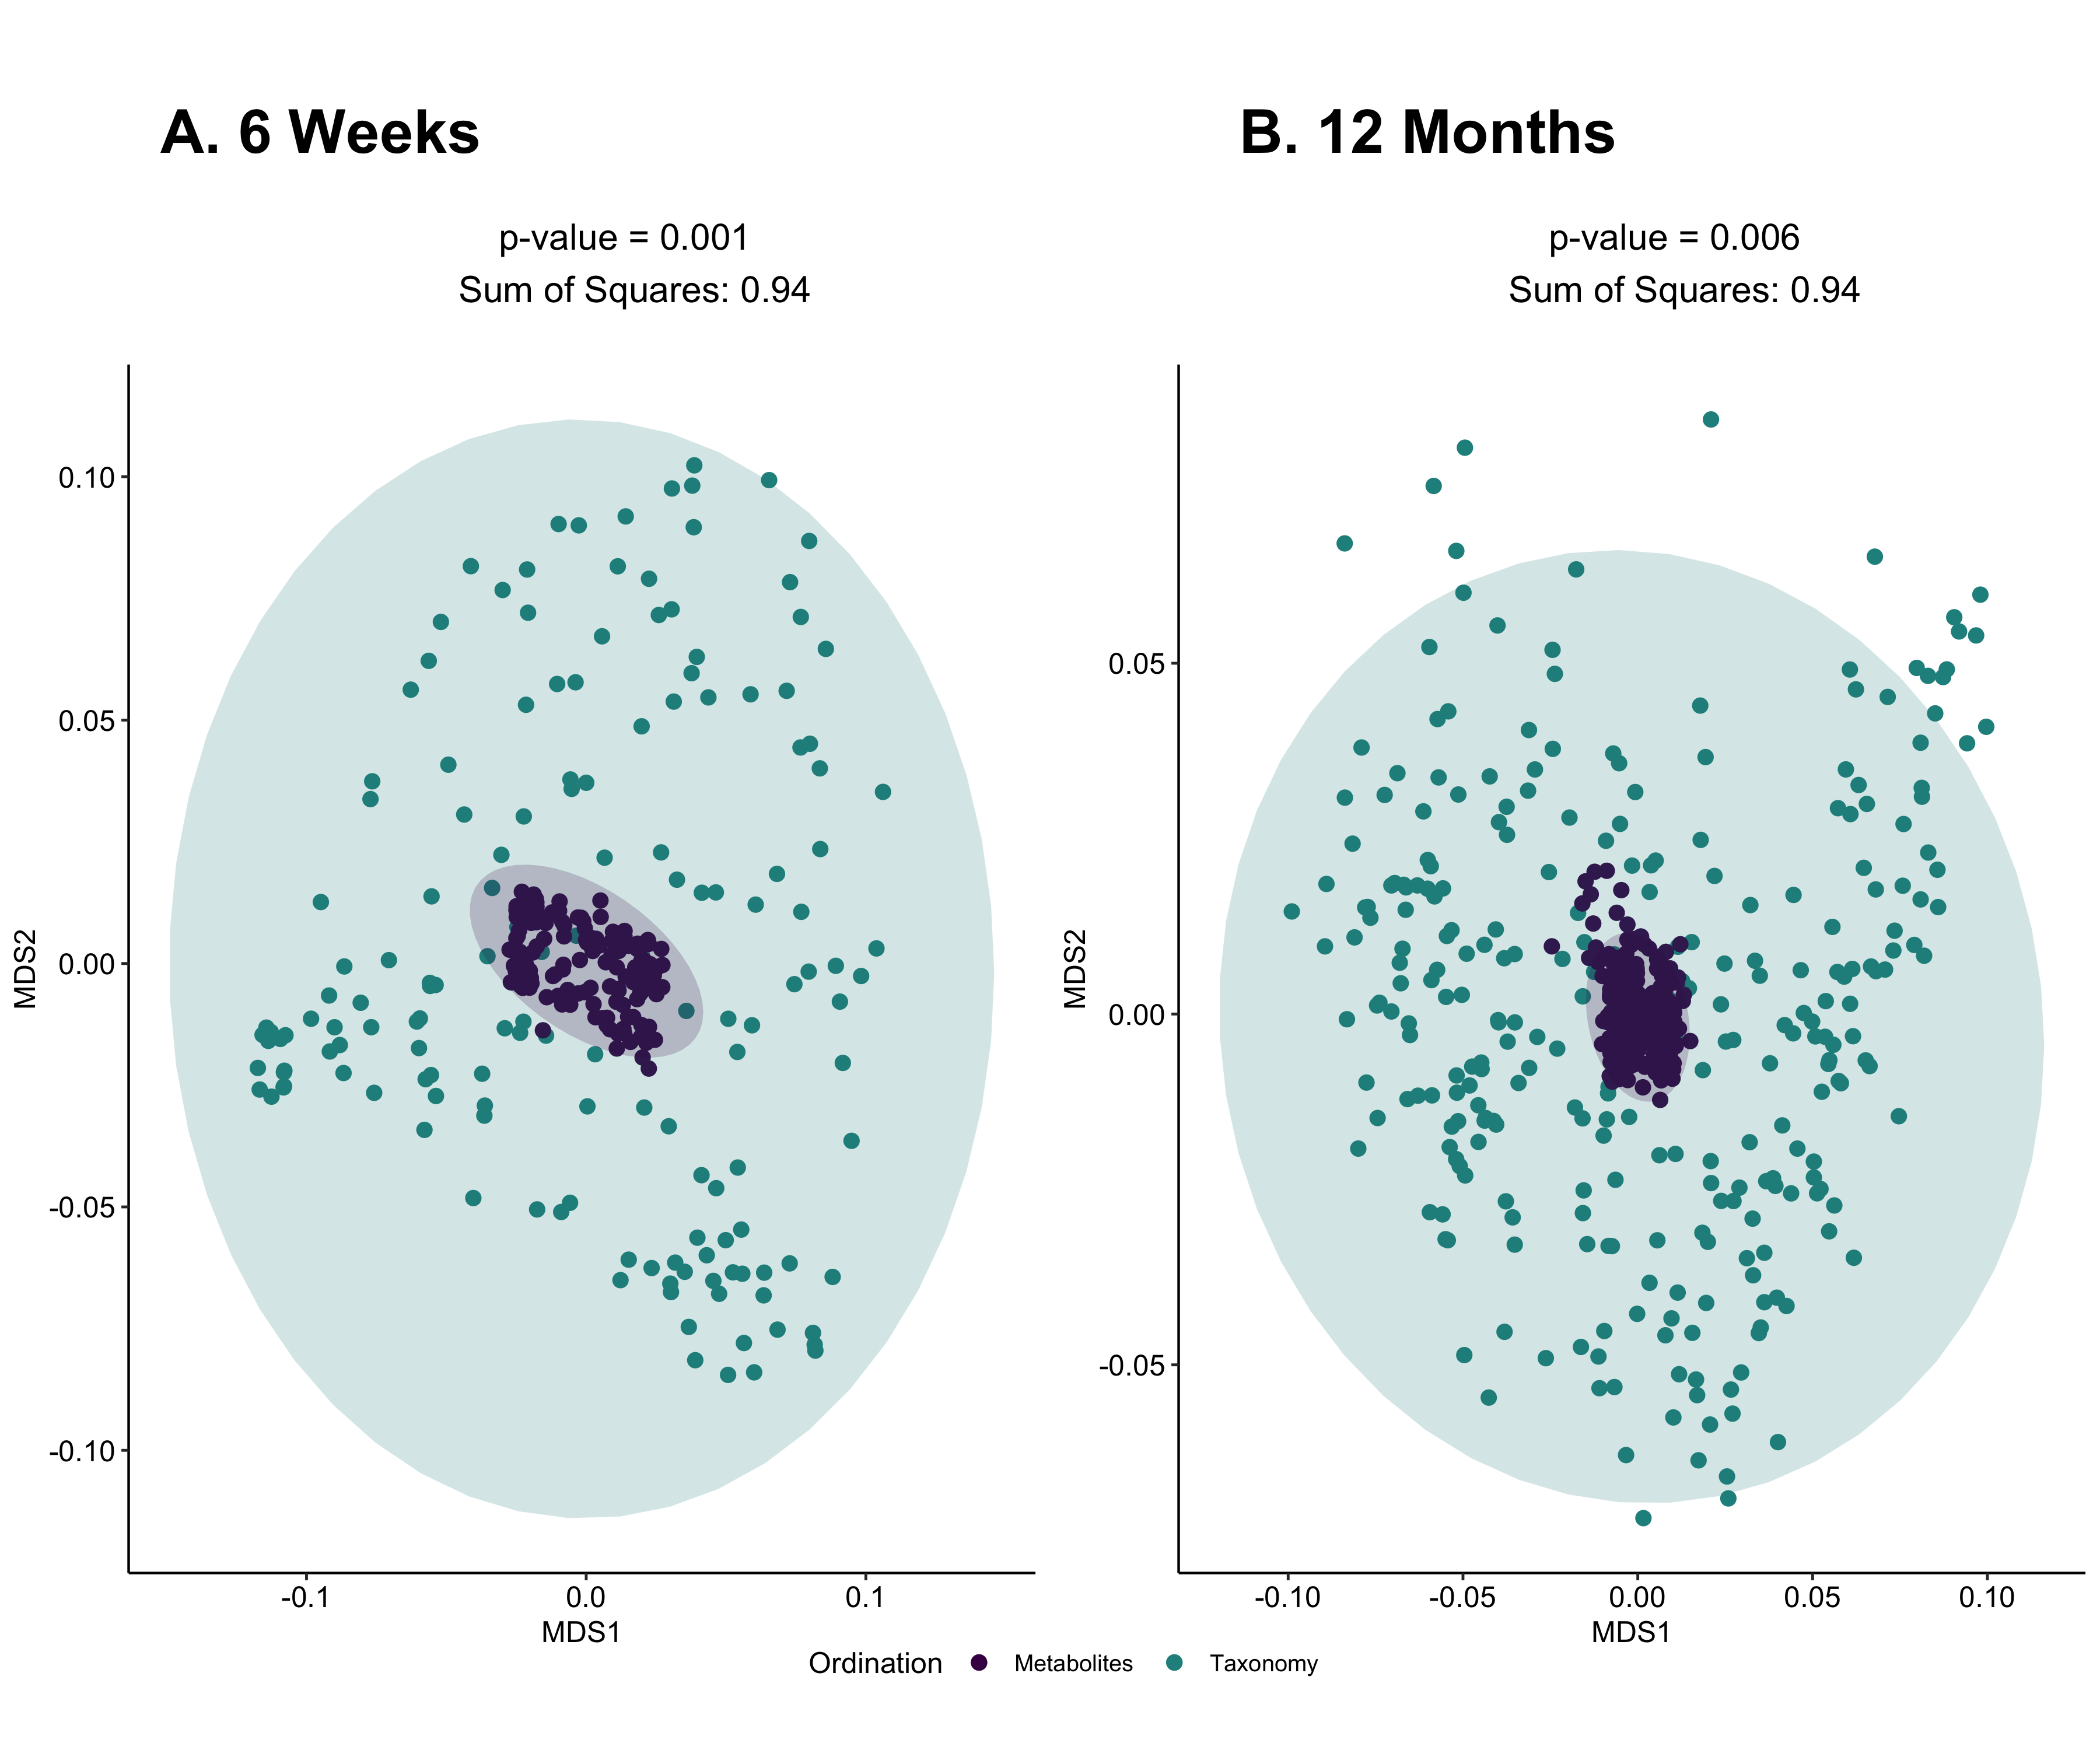 A. 6 Weeks
p-value = 0.001
Sum of Squares: 0.94
0.10
0.05
0.00
-0.05
-0.10
MDS2
-0.1 0.0 0.1
MDS1
B. 12 Months
p-value = 0.006
Sum of Squares: 0.94
0.05
0.00
-0.05
MDS2
-0.10 -0.05 0.00 0.05 0.10
MDS1
Ordination Metabolites Taxonomy